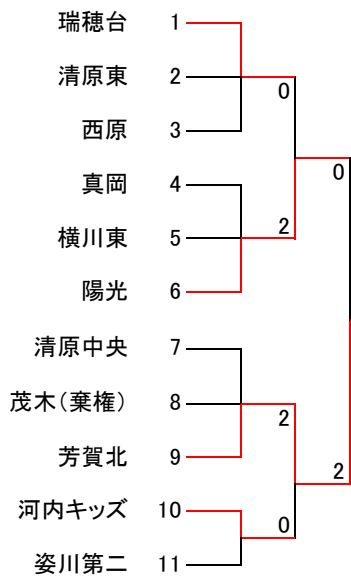 瑞穂台 1
清原東 2
0
西原 3
0
真岡 4
2
横川東 5
陽光 6
清原中央 7
茂木(棄権) 8
2
芳賀北 9
2
河内キッズ 10
0
姿川第二 11